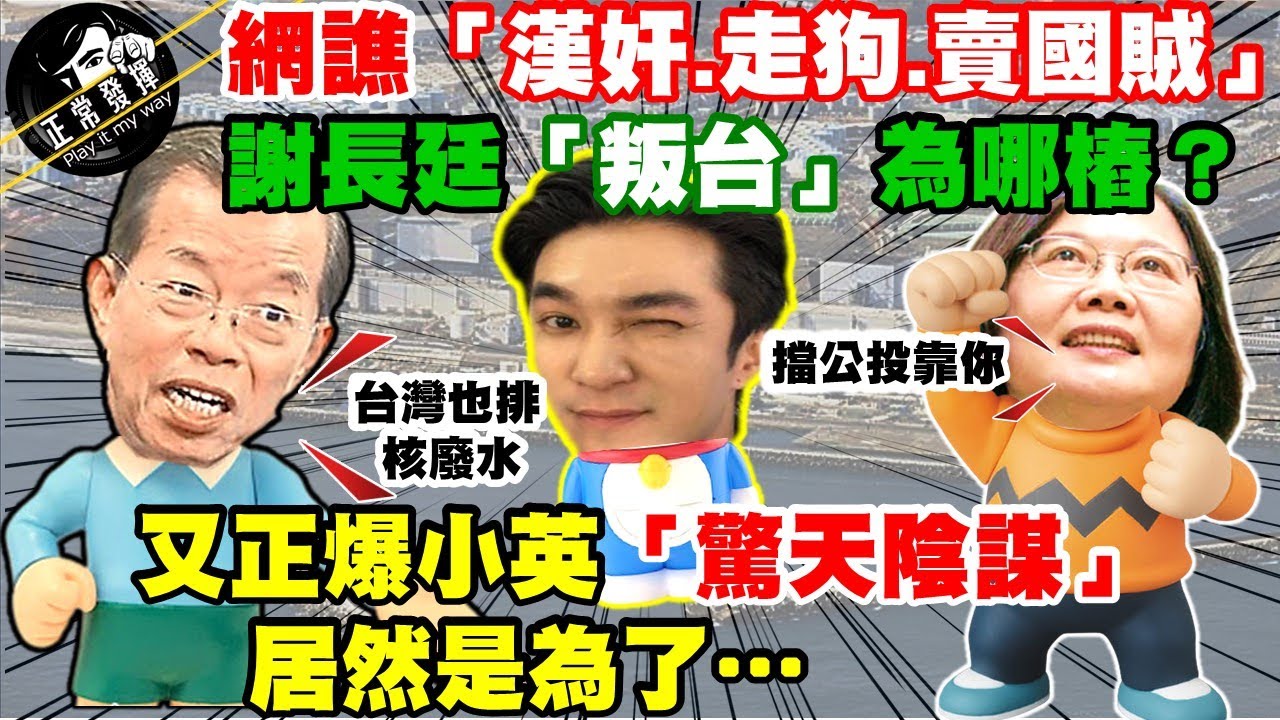 正常發揮
Play it my way
網譙「漢奸.走狗.賣國賊」
謝長廷「叛台」為哪樁？
擋公投靠你
台灣也排
核廢水
又正爆小英「驚天陰謀」
居然是為了…